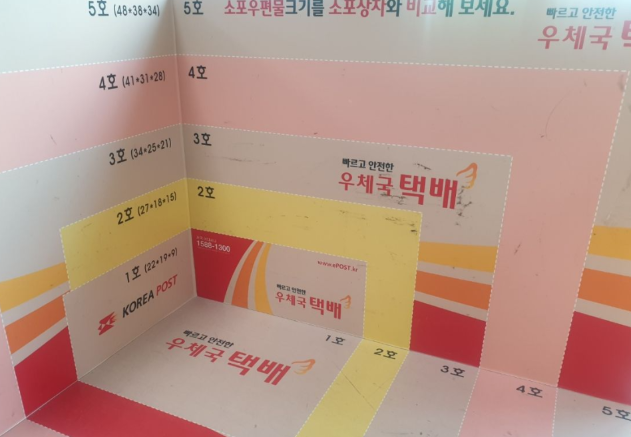 5호 (48*38*34)
5호 소포우편물크기를 소포상자와 비교해 보세요.
빠르고 안전한
우체국
4호 (41*31*28)
4호
3호 (34*25*21)
3호
빠르고 안전한
우체국 택배
2호 (27*18*15)
2호
1588-1300
www.ePOST.kr
1호 (22*19*9)
KOREA POST
빠르고 안전한
우체국 택배
빠르고 안전한
우체국 택배
1호
2호
3호
4호
5호